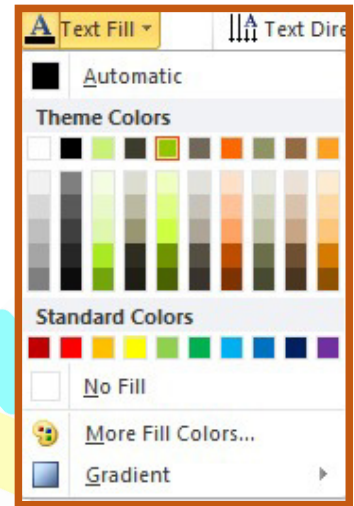 A Text Fill Text Dire
Automatic
Theme Colors
Standard Colors
No Fill
More Fill Colors...
Gradient